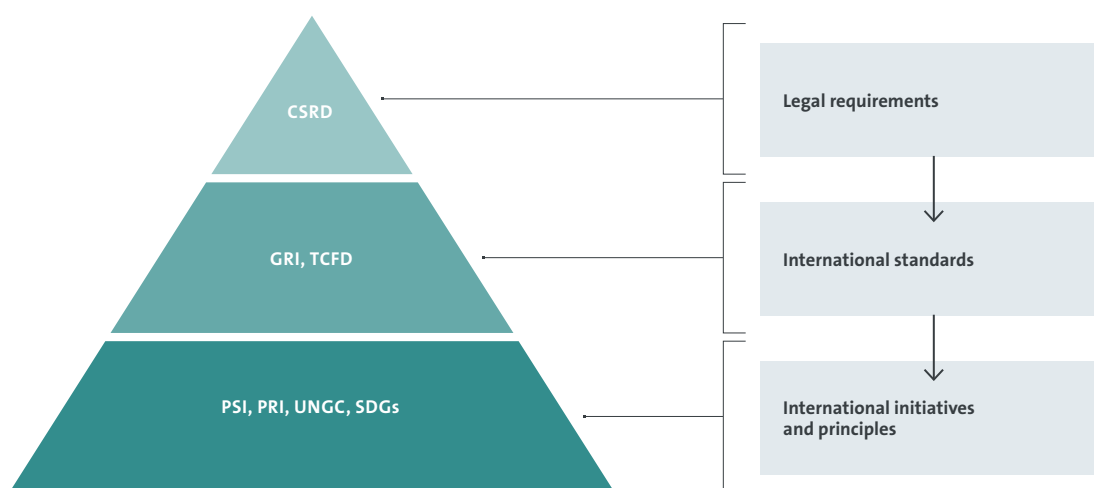 CSRD
Legal requirements
GRI, TCFD
International standards
PSI, PRI, UNGC, SDGs
International initiatives
and principles